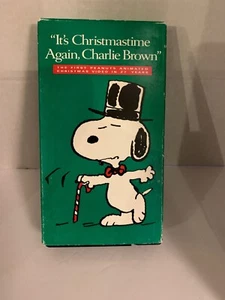 "It's Christmastime
Again, Charlie Brown"
THE FIRST PEANUTS ANIMATED
CHRISTMAS VIDEO IN 27 YEARS